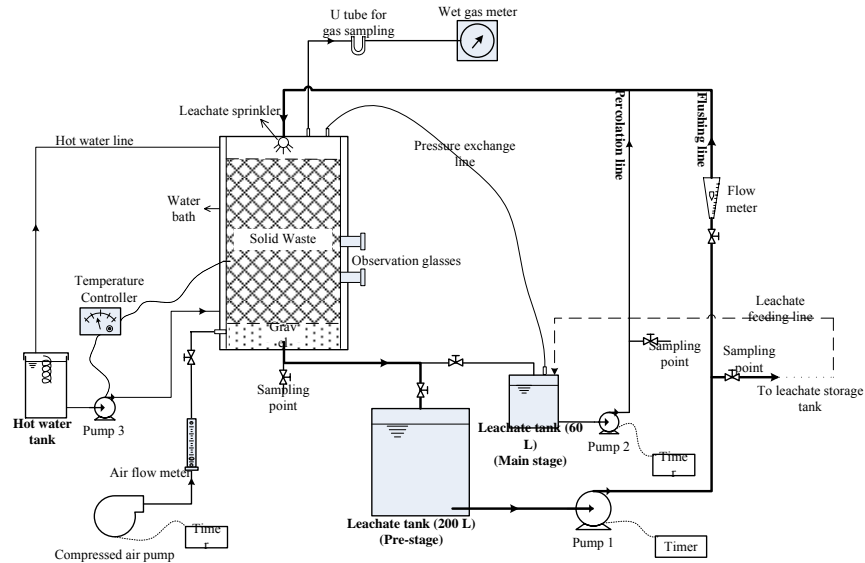 U tube for
gas sampling
Wet gas meter
Leachate sprinkler
Hot water line
Pressure exchange
line
Percolation line
Flushing line
Water
bath
Flow
meter
Solid Waste
Observation glasses
Temperature
Controller
Leachate
feeding line
Grav
l
Sampling
point
Sampling
point
Sampling
point
To leachate storage
tank
Hot water
tank
Pump 3
Leachate tank (60
L)
(Main stage)
Pump 2
Time
r
Air flow meter
Leachate tank (200 L)
(Pre-stage)
Time
r
Pump 1
Timer
Compressed air pump